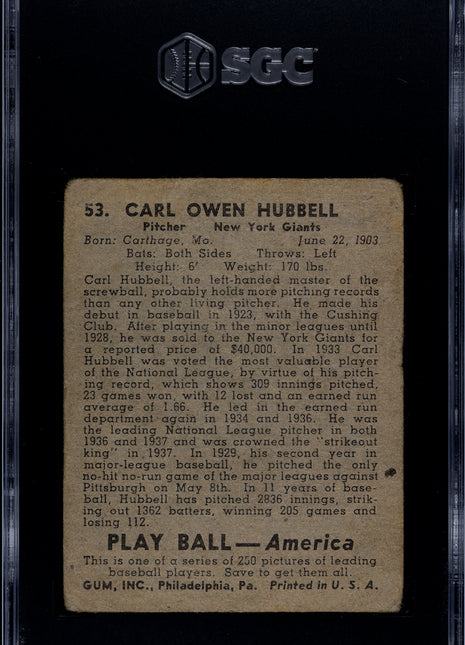 SGC
53. CARL OWEN HUBBELL
Pitcher New York Giants
Born: Carthage, Mo. June 22, 1903
Bats: Both Sides Throws: Left
Height: 6' Weight: 170 lbs.
Carl Hubbell, the left-handed master of the
screwball, probably holds more pitching records
than any other living pitcher. He made his
debut in baseball in 1923, with the Cushing
Club. After playing in the minor leagues until
1928, he was sold to the New York Giants for
a reported price of $40,000. In 1933 Carl
Hubbell was voted the most valuable player
of the National League, by virtue of his pitch-
ing record, which shows 309 innings pitched,
23 games won, with 12 lost and an earned run
average of 1.66. He led in the earned run
department again in 1934 and 1936. He was
the leading National League pitcher in both
1936 and 1937 and was crowned the "strikeout
king" in 1937. In 1929, his second year in
major-league baseball, he pitched the only
no-hit no-run game of the major leagues against
Pittsburgh on May 8th. In 11 years of base-
ball, Hubbell has pitched 2836 innings, strik-
ing out 1362 batters, winning 205 games and
losing 112.
PLAY BALL—America
This is one of a series of 250 pictures of leading
baseball players. Save to get them all.
GUM, INC., Philadelphia, Pa. Printed in U. S. A.